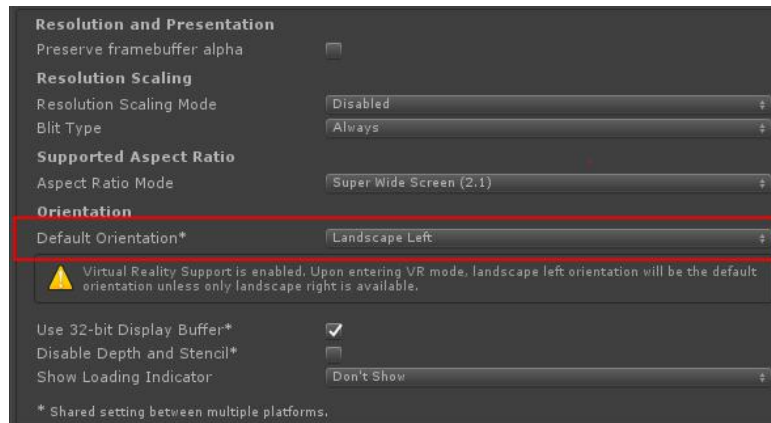 Resolution and Presentation
Preserve framebuffer alpha
Resolution Scaling
Resolution Scaling Mode Disabled
Blit Type Always
Supported Aspect Ratio
Aspect Ratio Mode Super Wide Screen (2.1)
Orientation
Default Orientation* Landscape Left
Virtual Reality Support is enabled. Upon entering VR mode, landscape left orientation will be the default
orientation unless only landscape right is available.
Use 32-bit Display Buffer*
Disable Depth and Stencil*
Show Loading Indicator Don't Show
* Shared setting between multiple platforms.